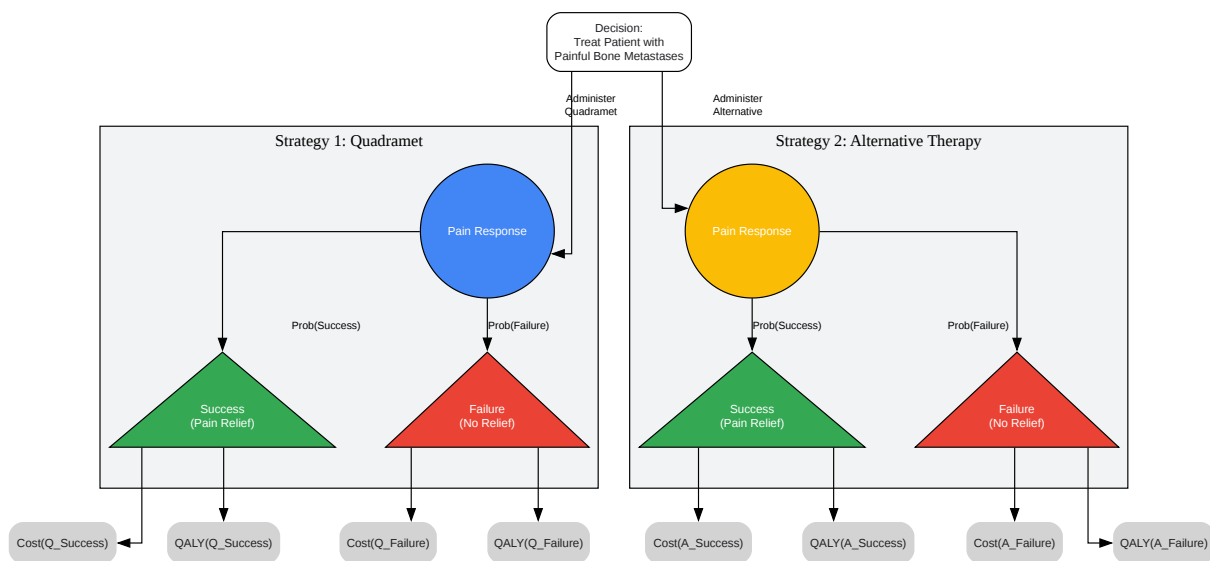 Decision:
Treat Patient with
Painful Bone Metastases
Administer
Quadramet
Administer
Alternative
Strategy 1: Quadramet
Strategy 2: Alternative Therapy
Pain Response
Pain Response
Prob(Success)
Prob(Failure)
Prob(Success)
Prob(Failure)
Success
(Pain Relief)
Failure
(No Relief)
Success
(Pain Relief)
Failure
(No Relief)
Cost(Q_Success)
QALY(Q_Success)
Cost(Q_Failure)
QALY(Q_Failure)
Cost(A_Success)
QALY(A_Success)
Cost(A_Failure)
QALY(A_Failure)